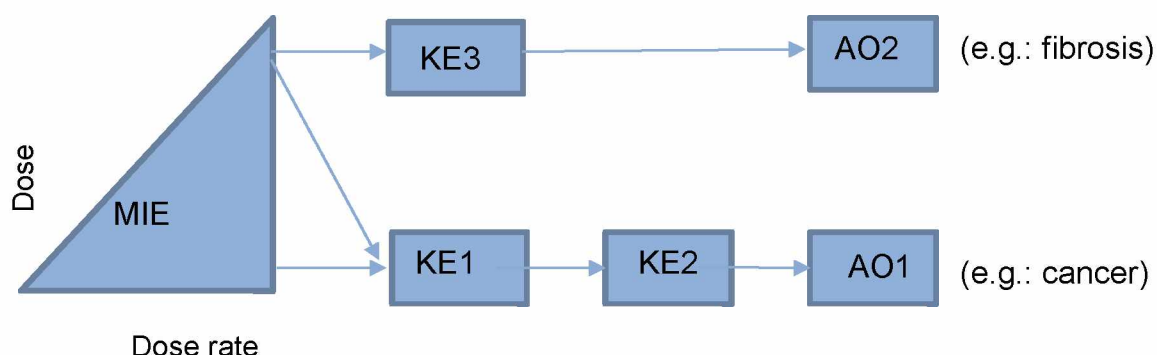 KE3
AO2
(e.g.: fibrosis)
Dose
MIE
KE1
KE2
AO1
(e.g.: cancer)
Dose rate